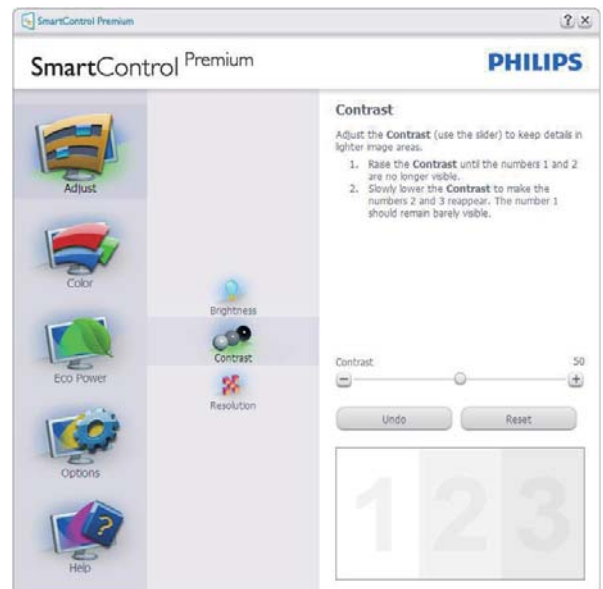 SmartControl Premium
? ×
SmartControl Premium
PHILIPS
Adjust
Color
Eco Power
Options
Help
Brightness
Contrast
Resolution
Contrast
Adjust the Contrast (use the slider) to keep details in
lighter image areas.
1. Raise the Contrast until the numbers 1 and 2
are no longer visible.
2. Slowly lower the Contrast to make the
numbers 2 and 3 reappear. The number 1
should remain barely visible.
Contrast 50
Undo Reset
1 2 3